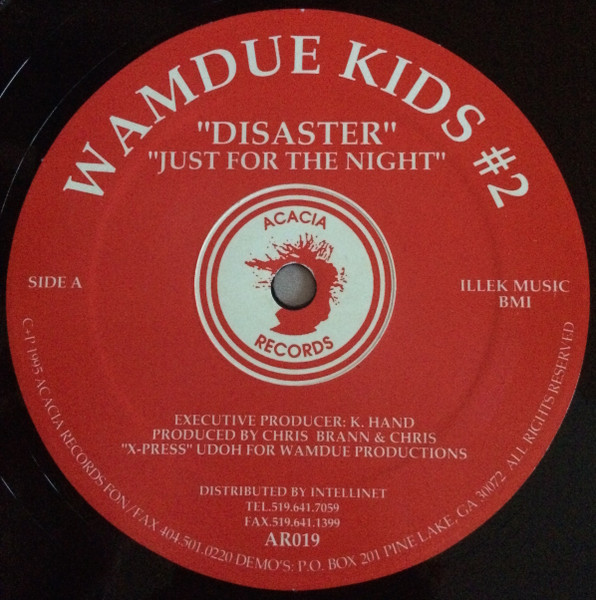 WAMDUE KIDS #2
"DISASTER"
"JUST FOR THE NIGHT"
ACACIA
RECORDS
SIDE A
ILLEK MUSIC
BMI
EXECUTIVE PRODUCER: K. HAND
PRODUCED BY CHRIS BRANN & CHRIS
"X-PRESS" UDOH FOR WAMDUE PRODUCTIONS
DISTRIBUTED BY INTELLINET
TEL.519.641.7059
FAX.519.641.1399
AR019
C+P 1995 ACACIA RECORDS FON/FAX 404.501.0220 DEMO'S: P.O. BOX 201 PINE LAKE, GA 30072 ALL RIGHTS RESERVED